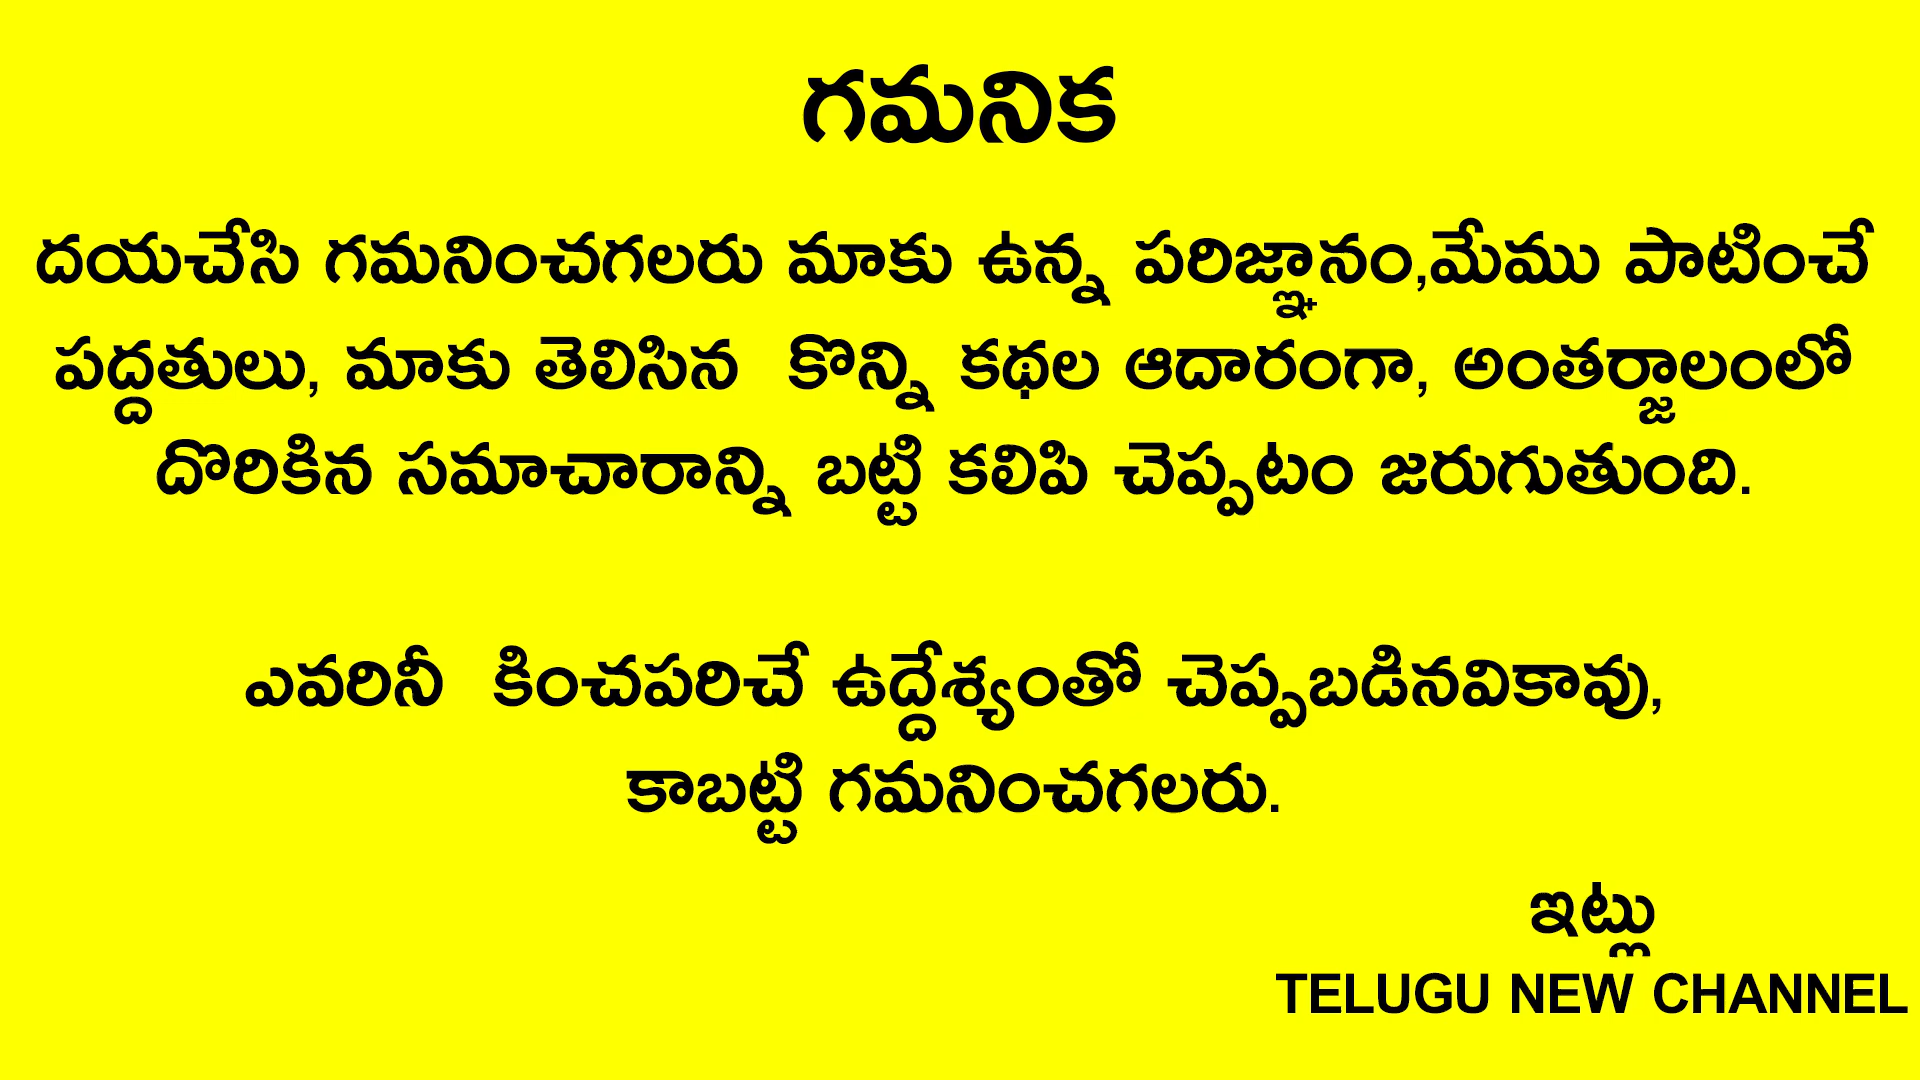 గమనిక
దయచేసి గమనించగలరు మాకు ఉన్న పరిజ్ఞానం,మేము పాటించే
పద్దతులు, మాకు తెలిసిన కొన్ని కథల ఆదారంగా, అంతర్జాలంలో
దొరికిన సమాచారాన్ని బట్టి కలిపి చెప్పటం జరుగుతుంది.
ఎవరినీ కించపరిచే ఉద్దేశ్యంతో చెప్పబడినవికావు,
కాబట్టి గమనించగలరు.
ఇట్లు
TELUGU NEW CHANNEL